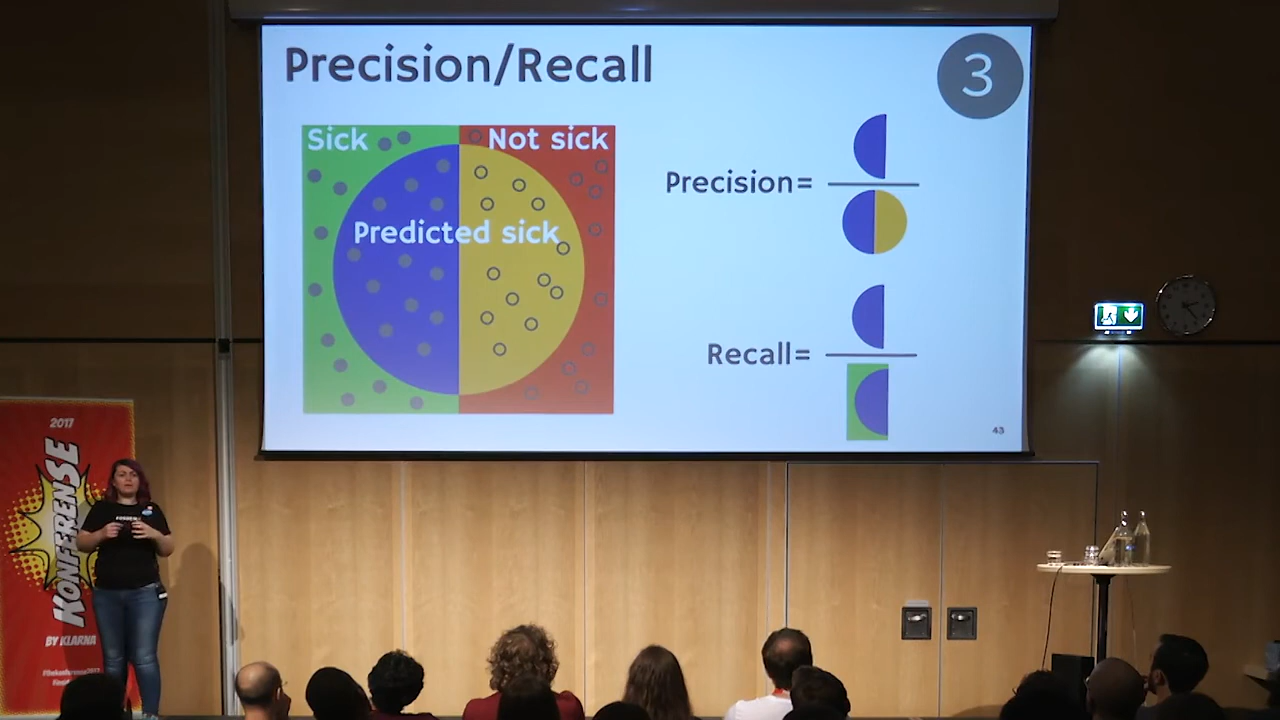 Precision/Recall
3
Sick
Not sick
Predicted sick
Precision=
Recall=
43
2017
KONFERENSE
BY KLARNA